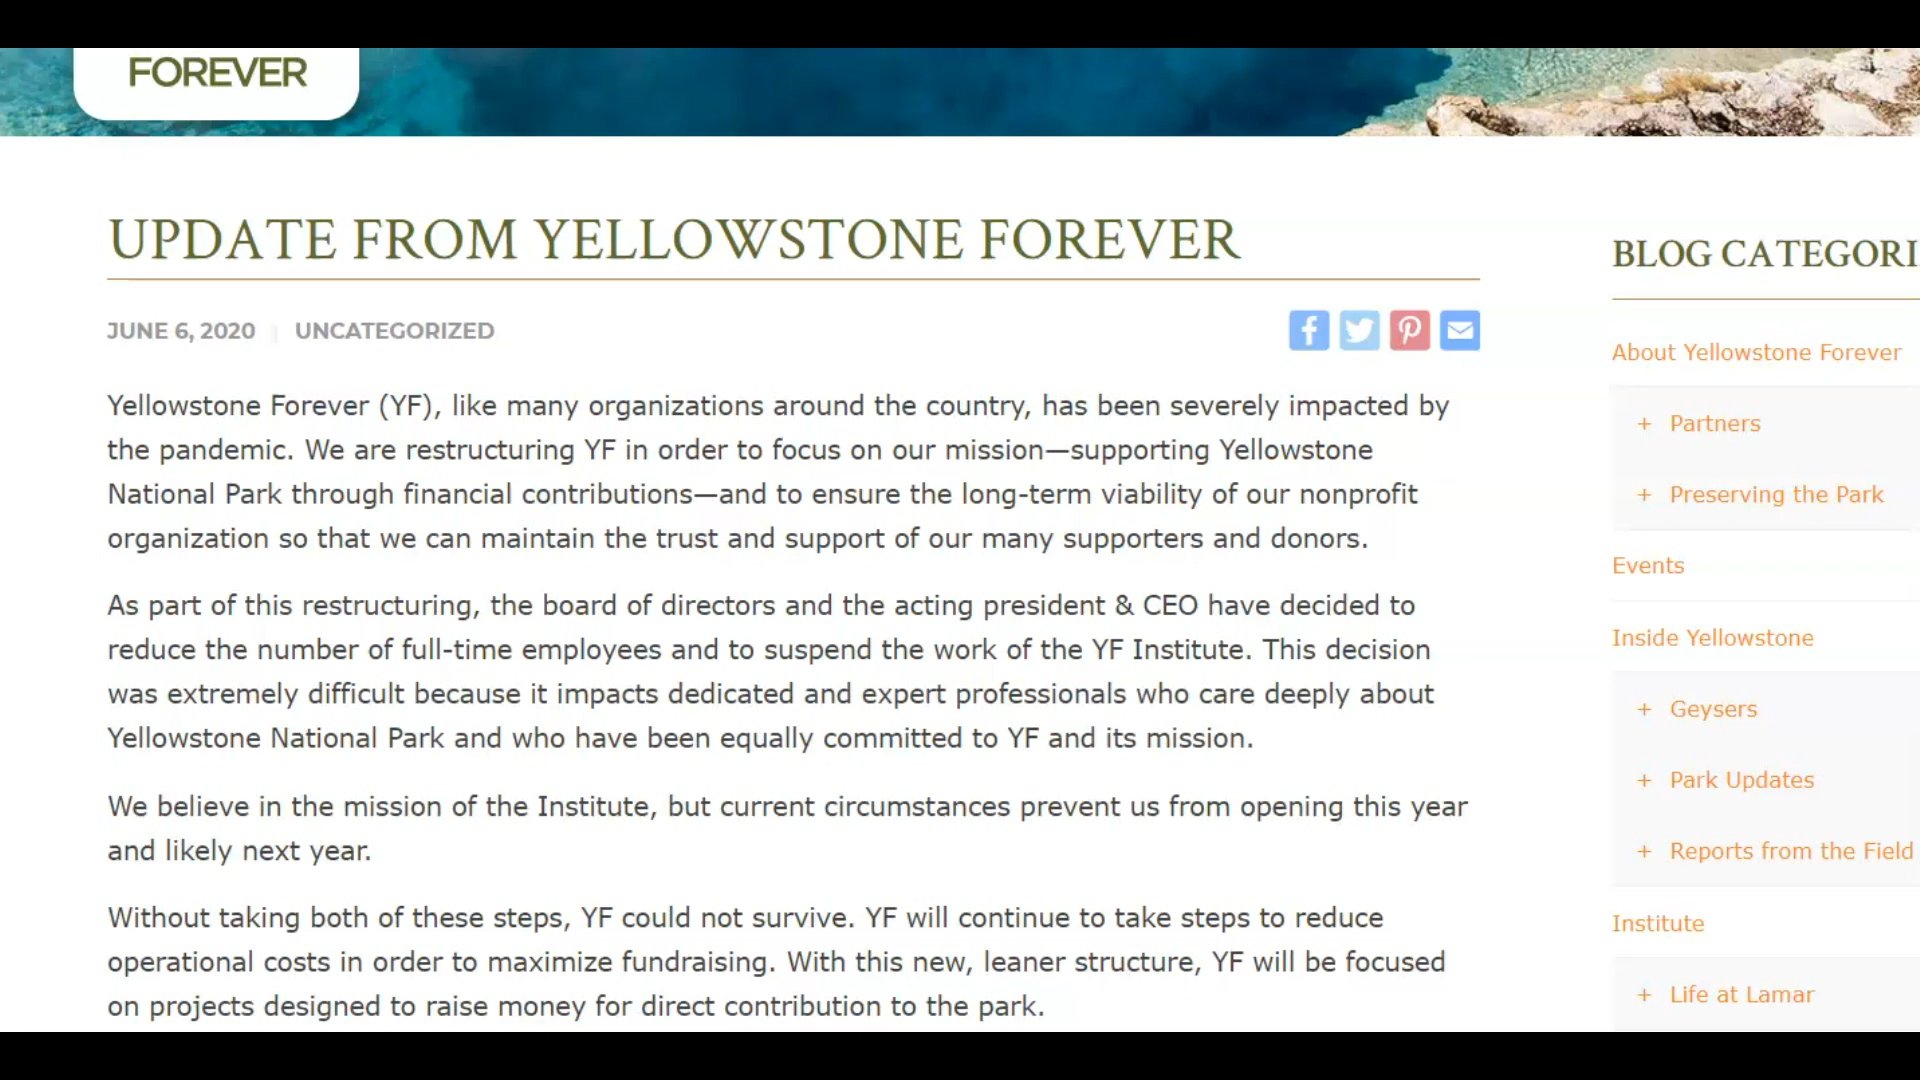 FOREVER
UPDATE FROM YELLOWSTONE FOREVER
JUNE 6, 2020 | UNCATEGORIZED
Yellowstone Forever (YF), like many organizations around the country, has been severely impacted by
the pandemic. We are restructuring YF in order to focus on our mission—supporting Yellowstone
National Park through financial contributions—and to ensure the long-term viability of our nonprofit
organization so that we can maintain the trust and support of our many supporters and donors.
As part of this restructuring, the board of directors and the acting president & CEO have decided to
reduce the number of full-time employees and to suspend the work of the YF Institute. This decision
was extremely difficult because it impacts dedicated and expert professionals who care deeply about
Yellowstone National Park and who have been equally committed to YF and its mission.
We believe in the mission of the Institute, but current circumstances prevent us from opening this year
and likely next year.
Without taking both of these steps, YF could not survive. YF will continue to take steps to reduce
operational costs in order to maximize fundraising. With this new, leaner structure, YF will be focused
on projects designed to raise money for direct contribution to the park.
BLOG CATEGORI
About Yellowstone Forever
+ Partners
+ Preserving the Park
Events
Inside Yellowstone
+ Geysers
+ Park Updates
+ Reports from the Field
Institute
+ Life at Lamar